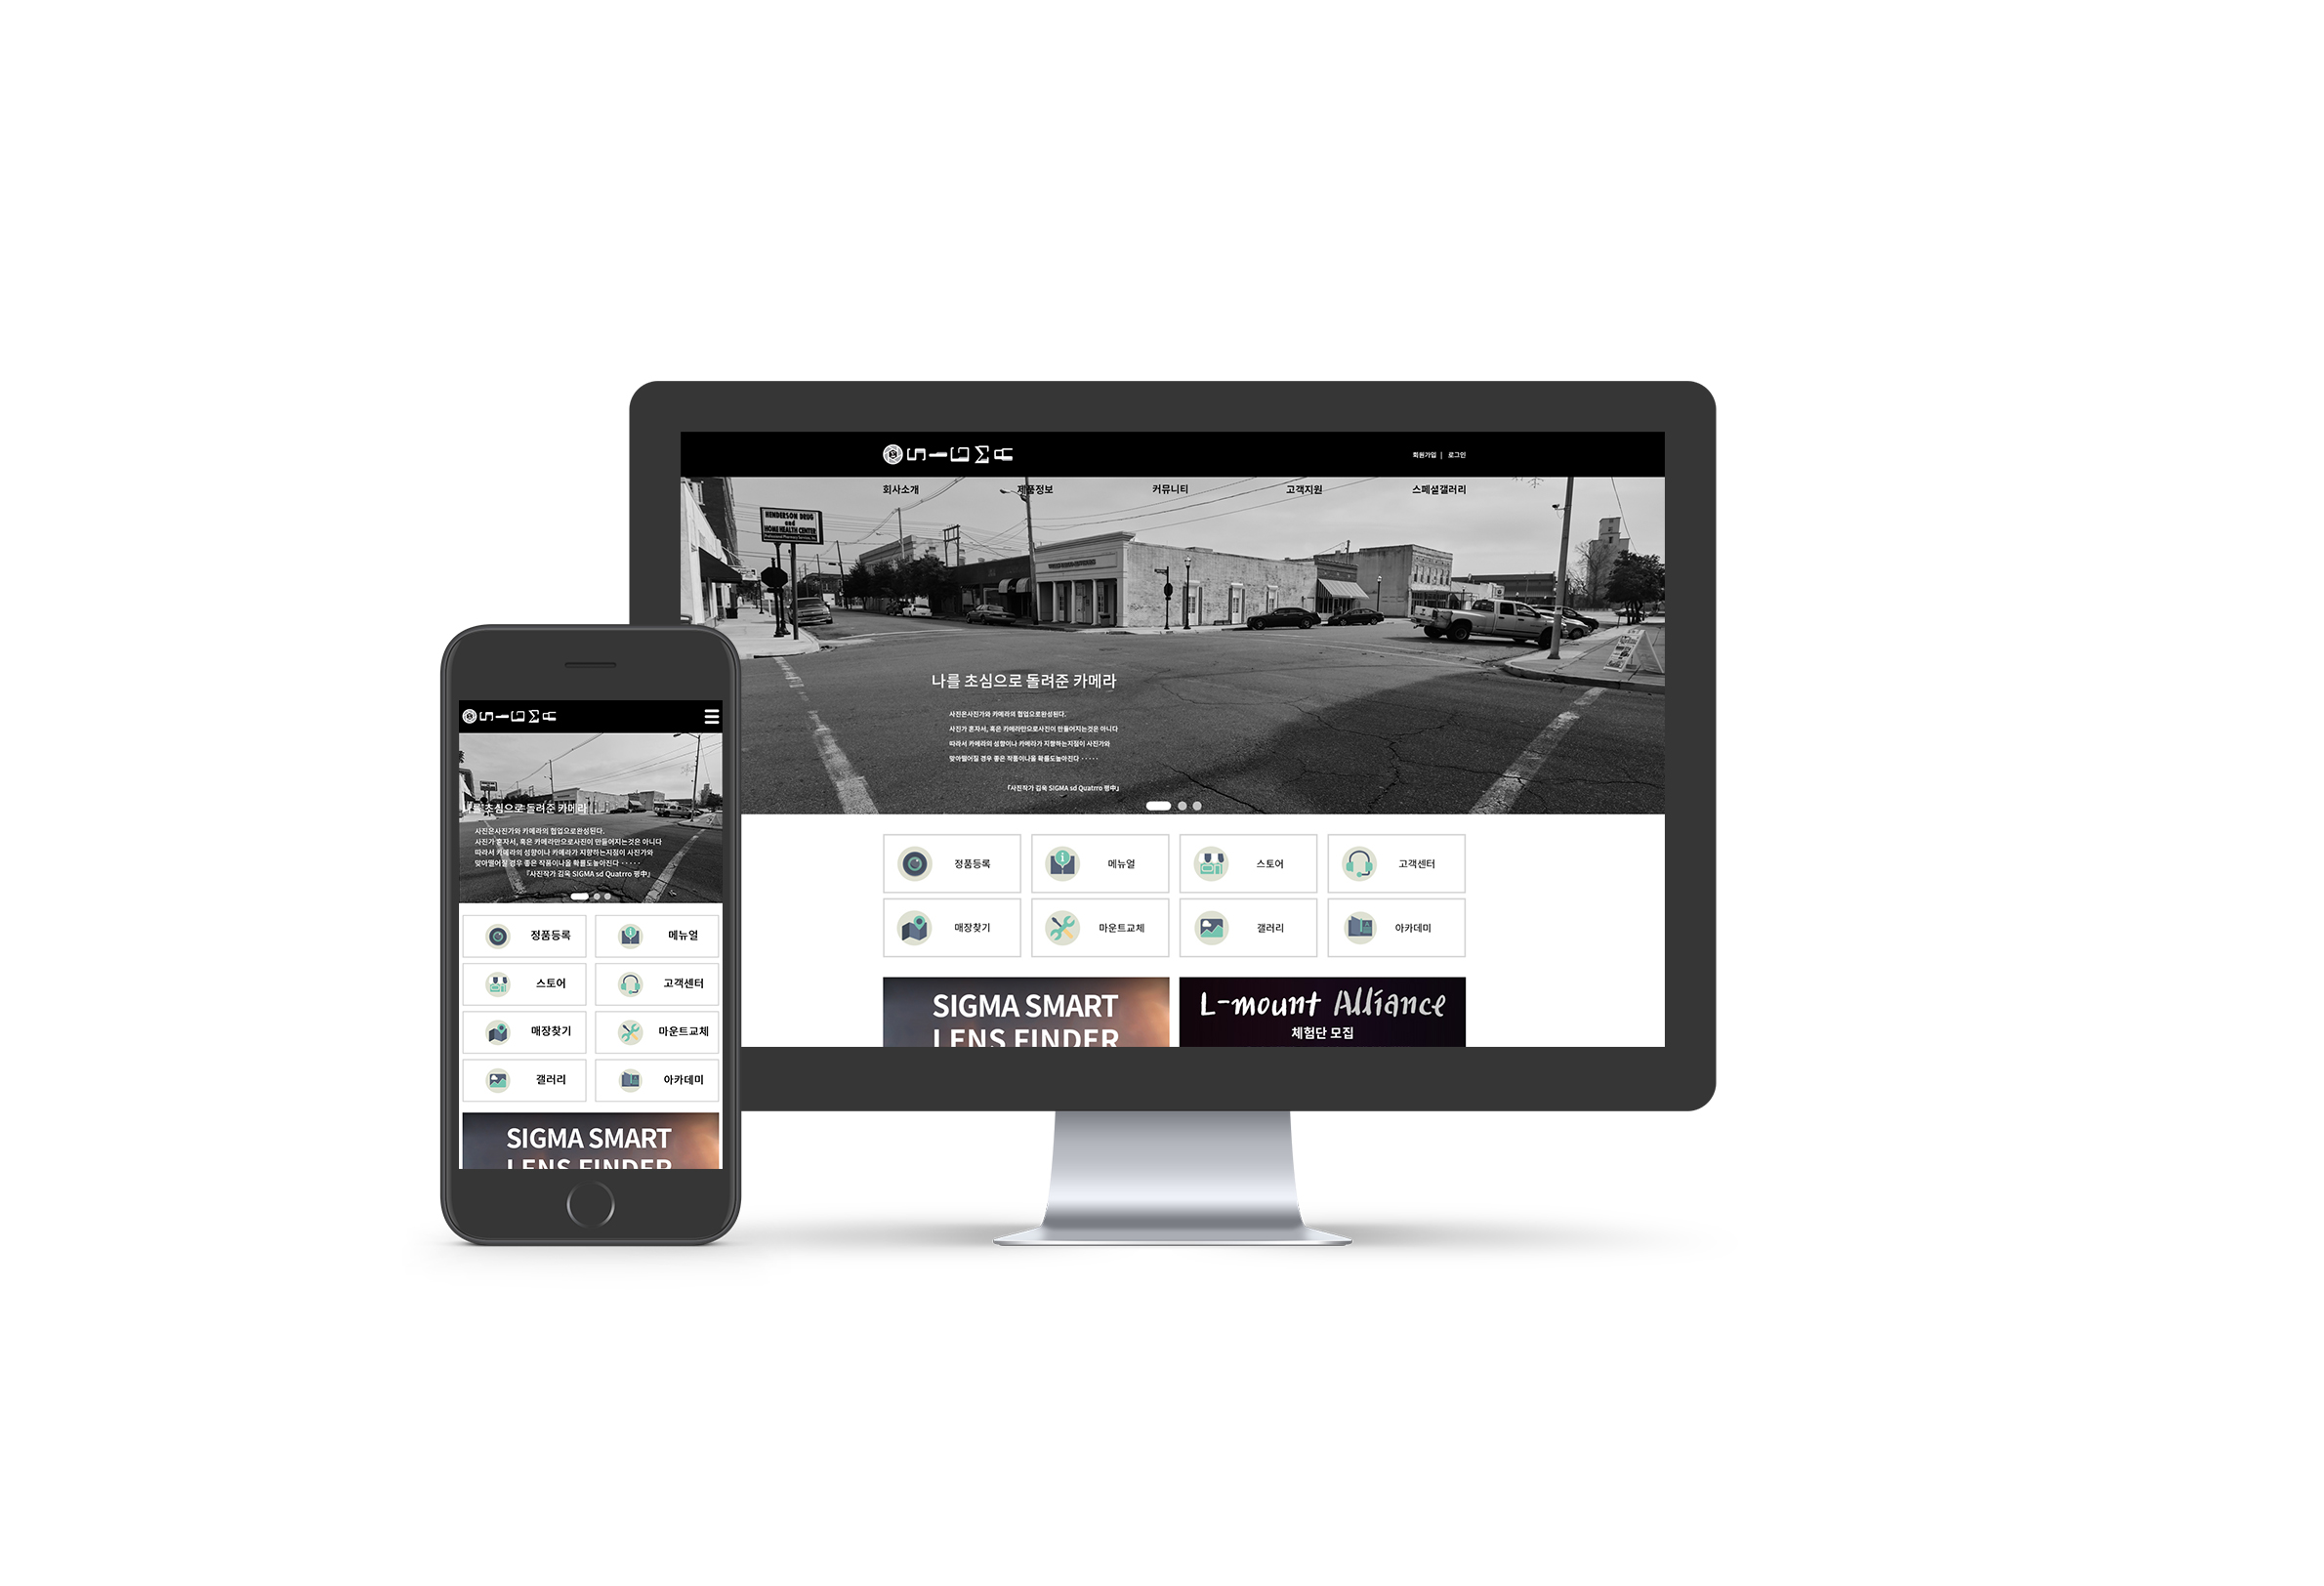 SIGMA
회원가입 | 로그인
회사소개 제품정보 커뮤니티 고객지원 스페셜갤러리
HENDERSON DRUG
and
HOME HEALTH CENTER
나를 초심으로 돌려준 카메라
사진은사진가와 카메라의 협업으로완성된다.
사진가 혼자서, 혹은 카메라만으로사진이 만들어지는것은 아니다
따라서 카메라의 성향이나 카메라가 지향하는지점이 사진가와
맞아떨어질 경우 좋은 작품이나올 확률도높아진다 ·····
「사진작가 김욱 SIGMA sd Quatrro 평中」
정품등록 메뉴얼 스토어 고객센터
매장찾기 마운트교체 갤러리 아카데미
SIGMA SMART
LENS FINDER
L-mount Alliance
체험단 모집
SIGMA
나를 초심으로 돌려준 카메라
사진은사진가와 카메라의 협업으로완성된다.
사진가 혼자서, 혹은 카메라만으로사진이 만들어지는것은 아니다
따라서 카메라의 성향이나 카메라가 지향하는지점이 사진가와
맞아떨어질 경우 좋은 작품이나올 확률도높아진다 ·····
「사진작가 김욱 SIGMA sd Quatrro 평中」
정품등록 메뉴얼
스토어 고객센터
매장찾기 마운트교체
갤러리 아카데미
SIGMA SMART
LENS FINDER